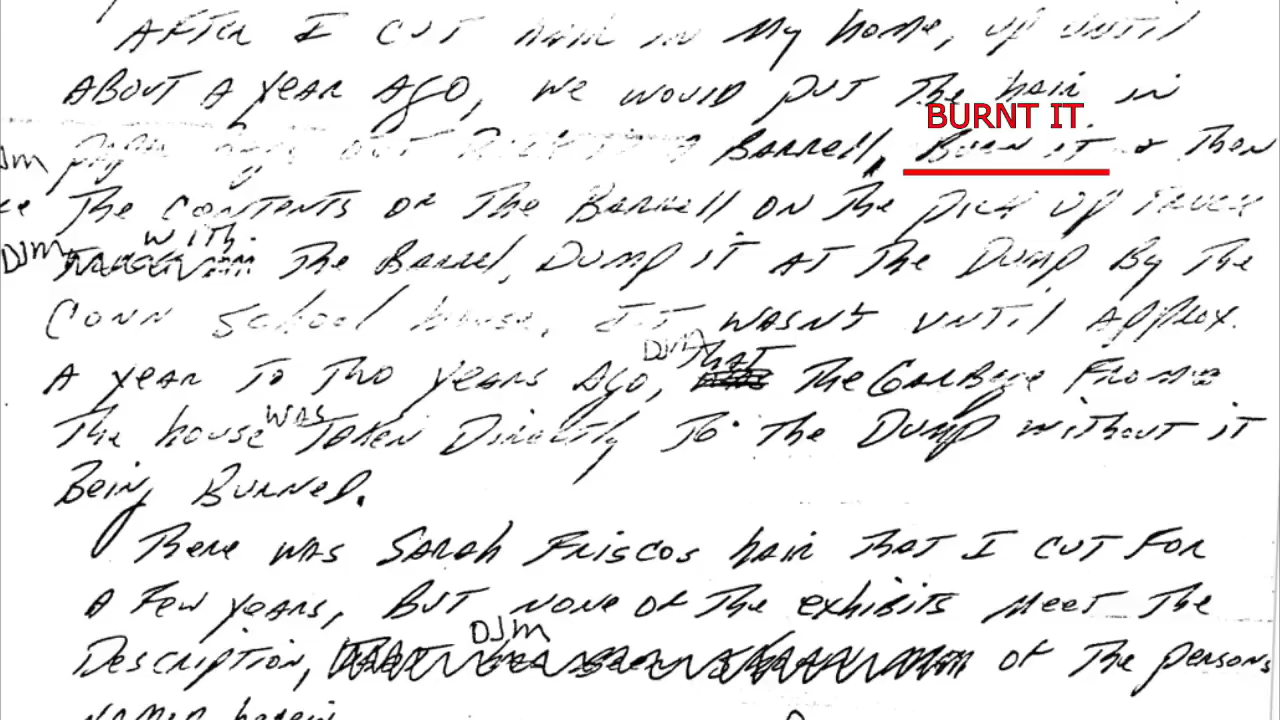 AFTER I CUT HAIR IN MY home, UP UNTIL
ABOUT A YEAR AGO, WE WOULD PUT THE hAIR in
BURNT IT
DJM BARREll, BURN iT & Then
The CONTENTS OF The BARREll ON The PICK UP TRUCK
DJM WITH The BARREl, DUMP iT AT The DUMP By The
CONN School house, IT WASN'T UNTIL APProx.
DJM THAT
A YEAR TO TWO YEARS AGO, The GARBAge FROM
The house WAS TAKEN Directly To The DUMP without iT
Being BURNED.
There WAS SARAH FRISCOS hAIR THAT I CUT FOR
A FEW YEARS, BUT NONE OF The exhibiTS MEET The
DJM
DESCRIPTION, OF The persons
NAMED herein